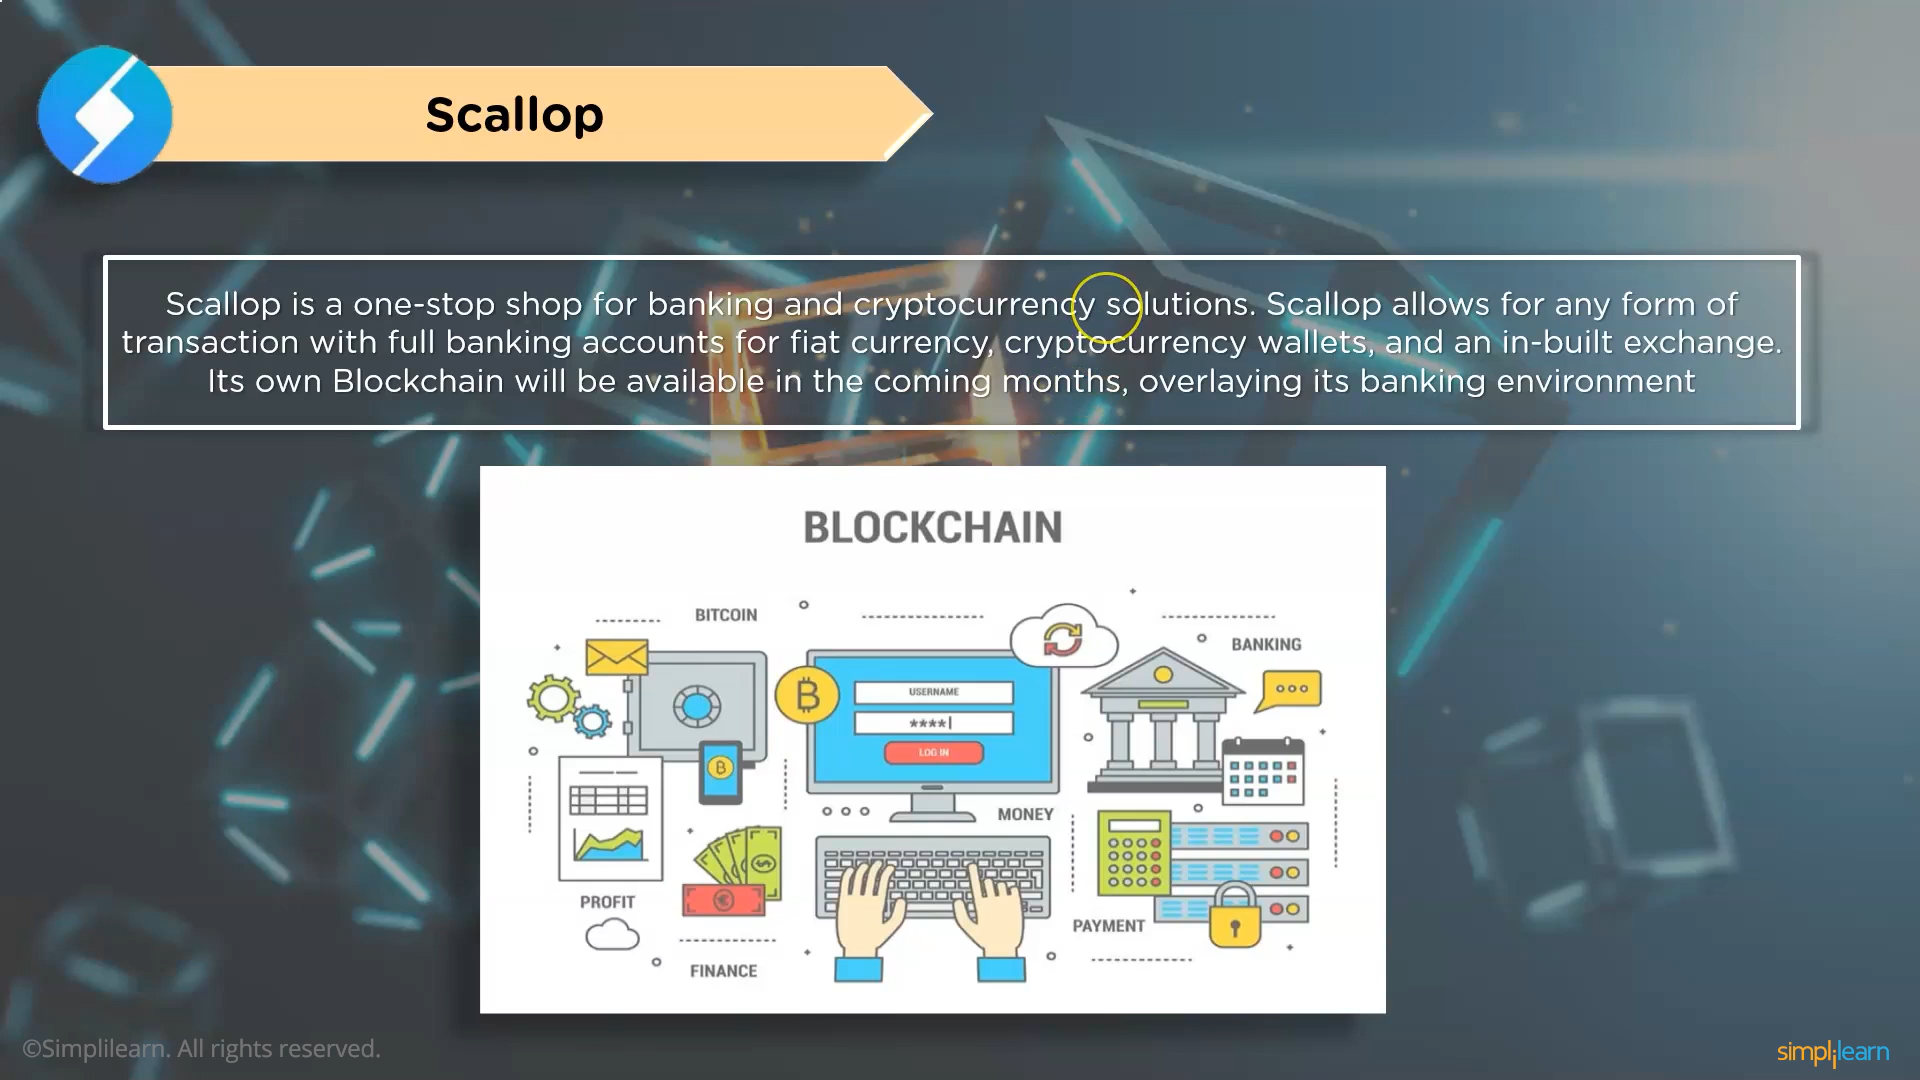 Scallop
Scallop is a one-stop shop for banking and cryptocurrency solutions. Scallop allows for any form of
transaction with full banking accounts for fiat currency, cryptocurrency wallets, and an in-built exchange.
Its own Blockchain will be available in the coming months, overlaying its banking environment
BLOCKCHAIN
BITCOIN
BANKING
USERNAME
****|
LOG IN
MONEY
PROFIT
PAYMENT
FINANCE
©Simplilearn. All rights reserved.
simplilearn